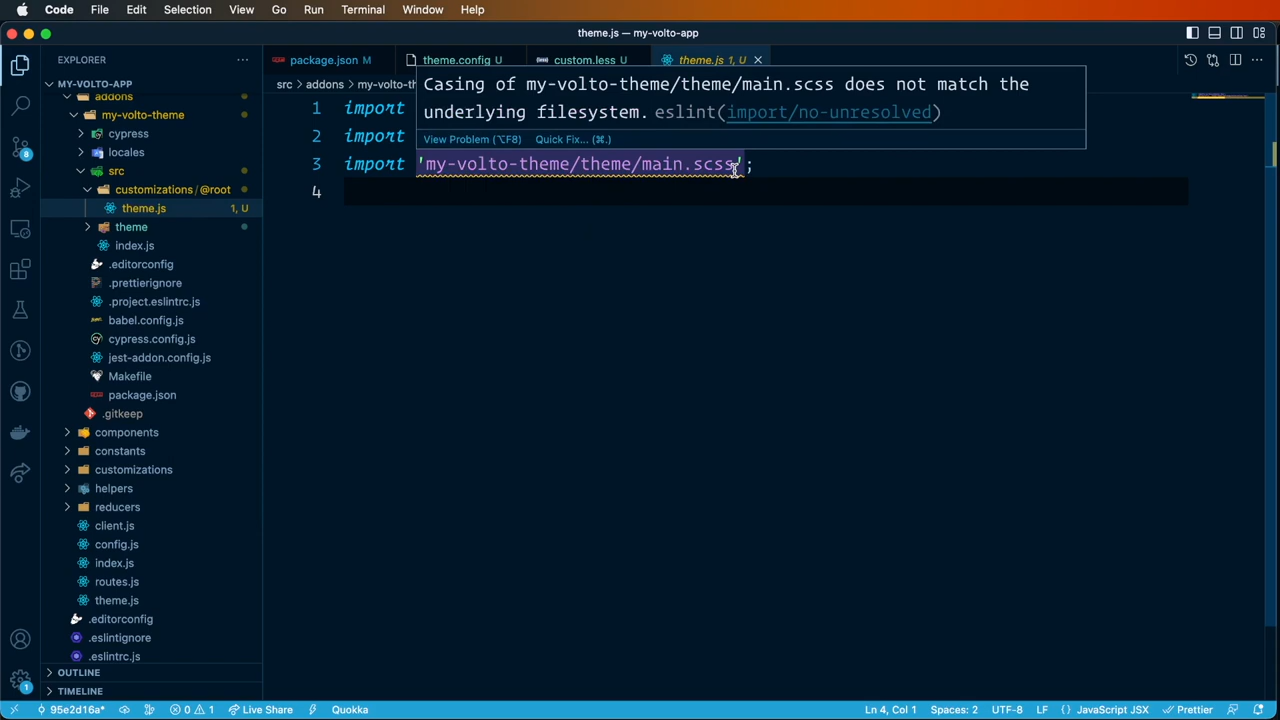 Code File Edit Selection View Go Run Terminal Window Help
theme.js — my-volto-app
EXPLORER
package.json M
theme.config U
custom.less U
theme.js 1, U
MY-VOLTO-APP
src > addons > my-volto-th
addons
my-volto-theme
cypress
locales
src
customizations / @root
theme.js 1, U
theme
index.js
.editorconfig
.prettierignore
.project.eslintrc.js
babel.config.js
cypress.config.js
jest-addon.config.js
Makefile
package.json
.gitkeep
components
constants
customizations
helpers
reducers
client.js
config.js
index.js
routes.js
theme.js
.editorconfig
.eslintignore
.eslintrc.js
OUTLINE
TIMELINE
8
1
Casing of my-volto-theme/theme/main.scss does not match the
underlying filesystem. eslint(import/no-unresolved)
View Problem (⌥F8) Quick Fix... (⌘.)
1 import
2 import
3 import 'my-volto-theme/theme/main.scss';
4
95e2d16a* 0 1 Live Share Quokka Ln 4, Col 1 Spaces: 2 UTF-8 LF {} JavaScript JSX Prettier